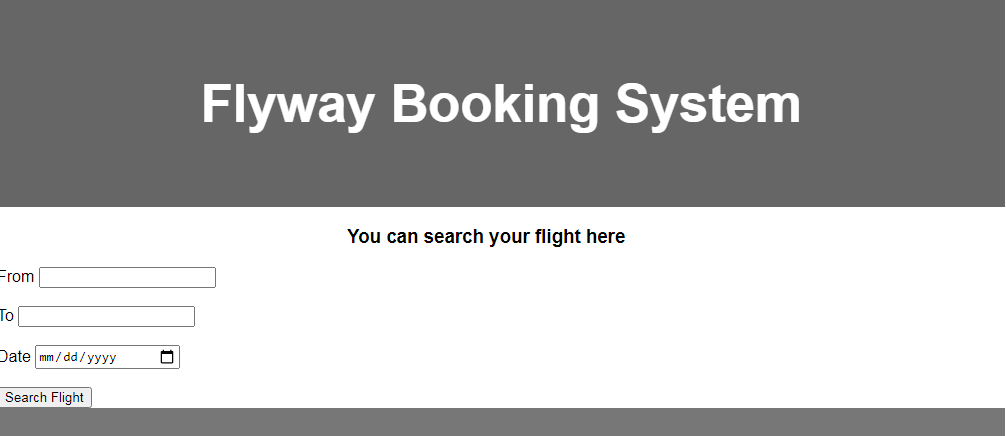 Flyway Booking System
You can search your flight here
From
To
Date mm/dd/yyyy
Search Flight